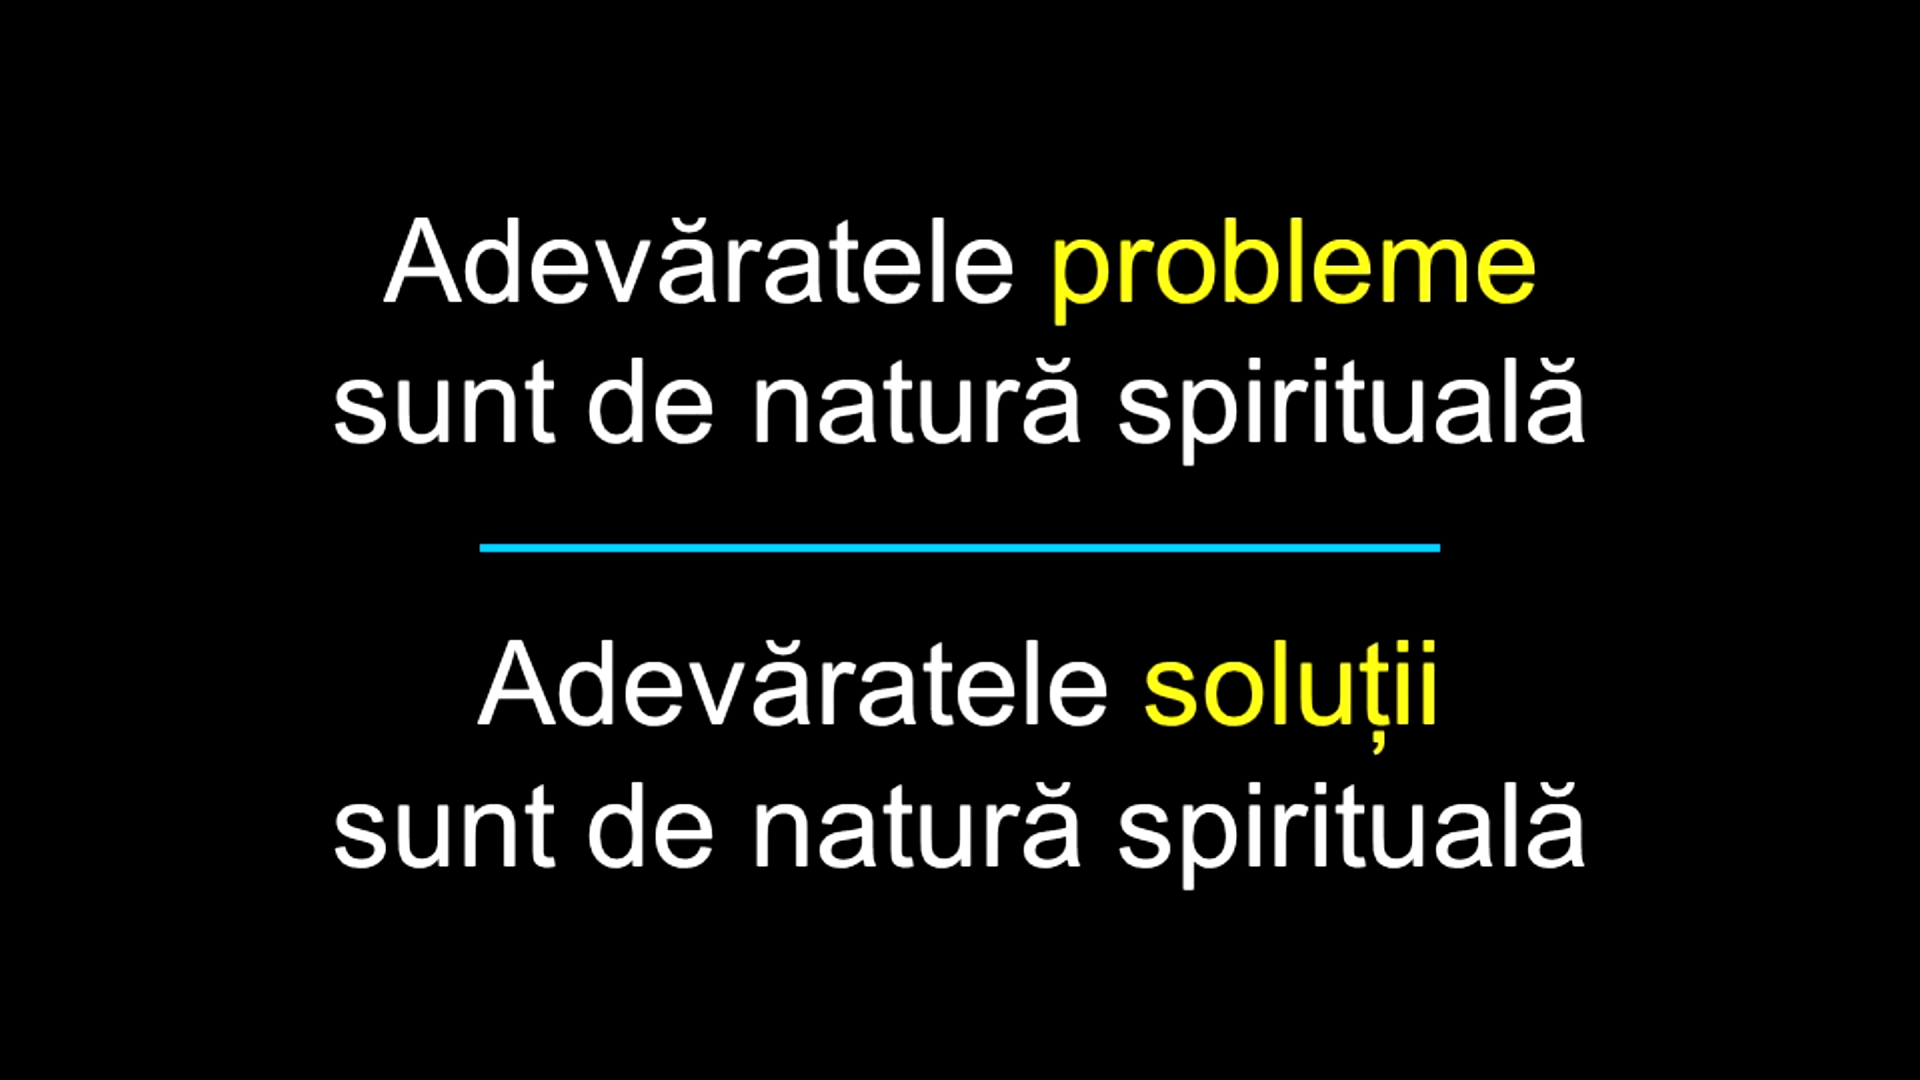 Adevăratele probleme
sunt de natură spirituală
Adevăratele soluții
sunt de natură spirituală